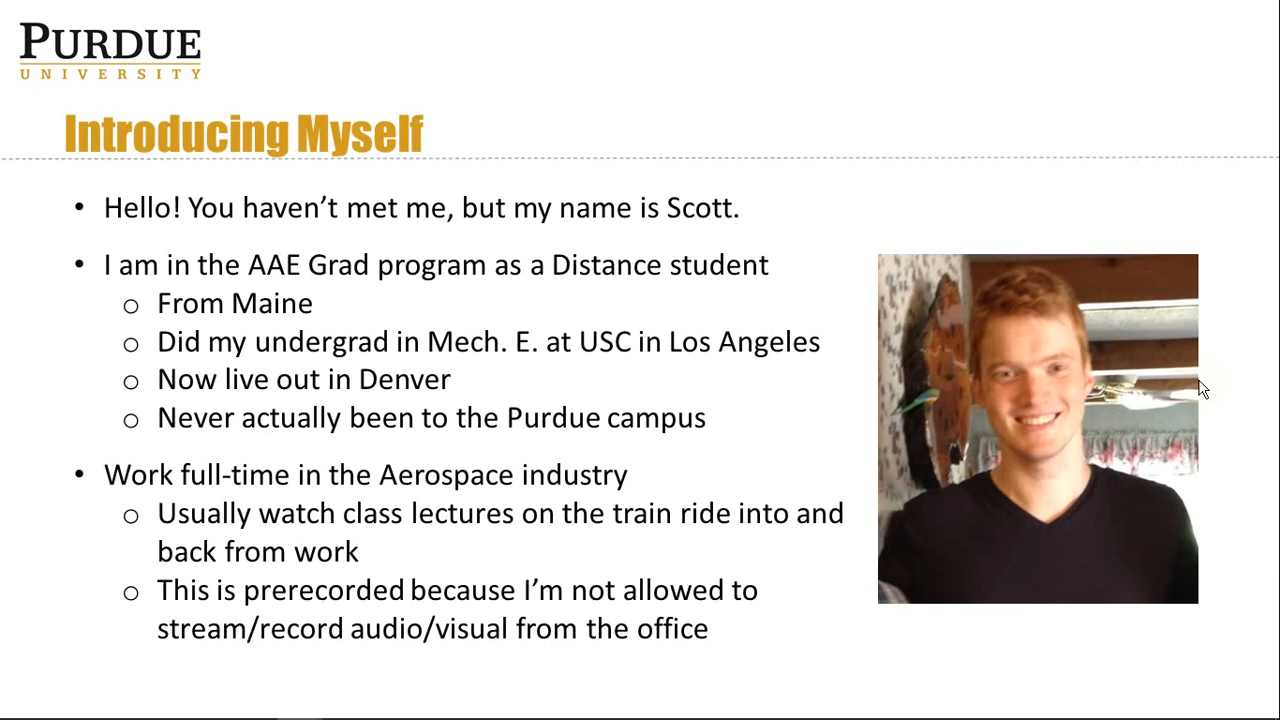 PURDUE
UNIVERSITY
Introducing Myself
• Hello! You haven’t met me, but my name is Scott.
• I am in the AAE Grad program as a Distance student
o From Maine
o Did my undergrad in Mech. E. at USC in Los Angeles
o Now live out in Denver
o Never actually been to the Purdue campus
• Work full-time in the Aerospace industry
o Usually watch class lectures on the train ride into and
back from work
o This is prerecorded because I’m not allowed to
stream/record audio/visual from the office